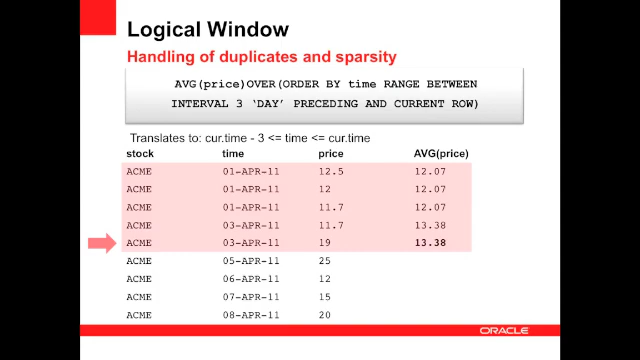 Logical Window
Handling of duplicates and sparsity
AVG(price)OVER(ORDER BY time RANGE BETWEEN
INTERVAL 3 ‘DAY’ PRECEDING AND CURRENT ROW)
Translates to: cur.time - 3 <= time <= cur.time
stock time price AVG(price)
ACME 01-APR-11 12.5 12.07
ACME 01-APR-11 12 12.07
ACME 01-APR-11 11.7 12.07
ACME 03-APR-11 11.7 13.38
ACME 03-APR-11 19 13.38
ACME 05-APR-11 25
ACME 06-APR-11 12
ACME 07-APR-11 15
ACME 08-APR-11 20
ORACLE